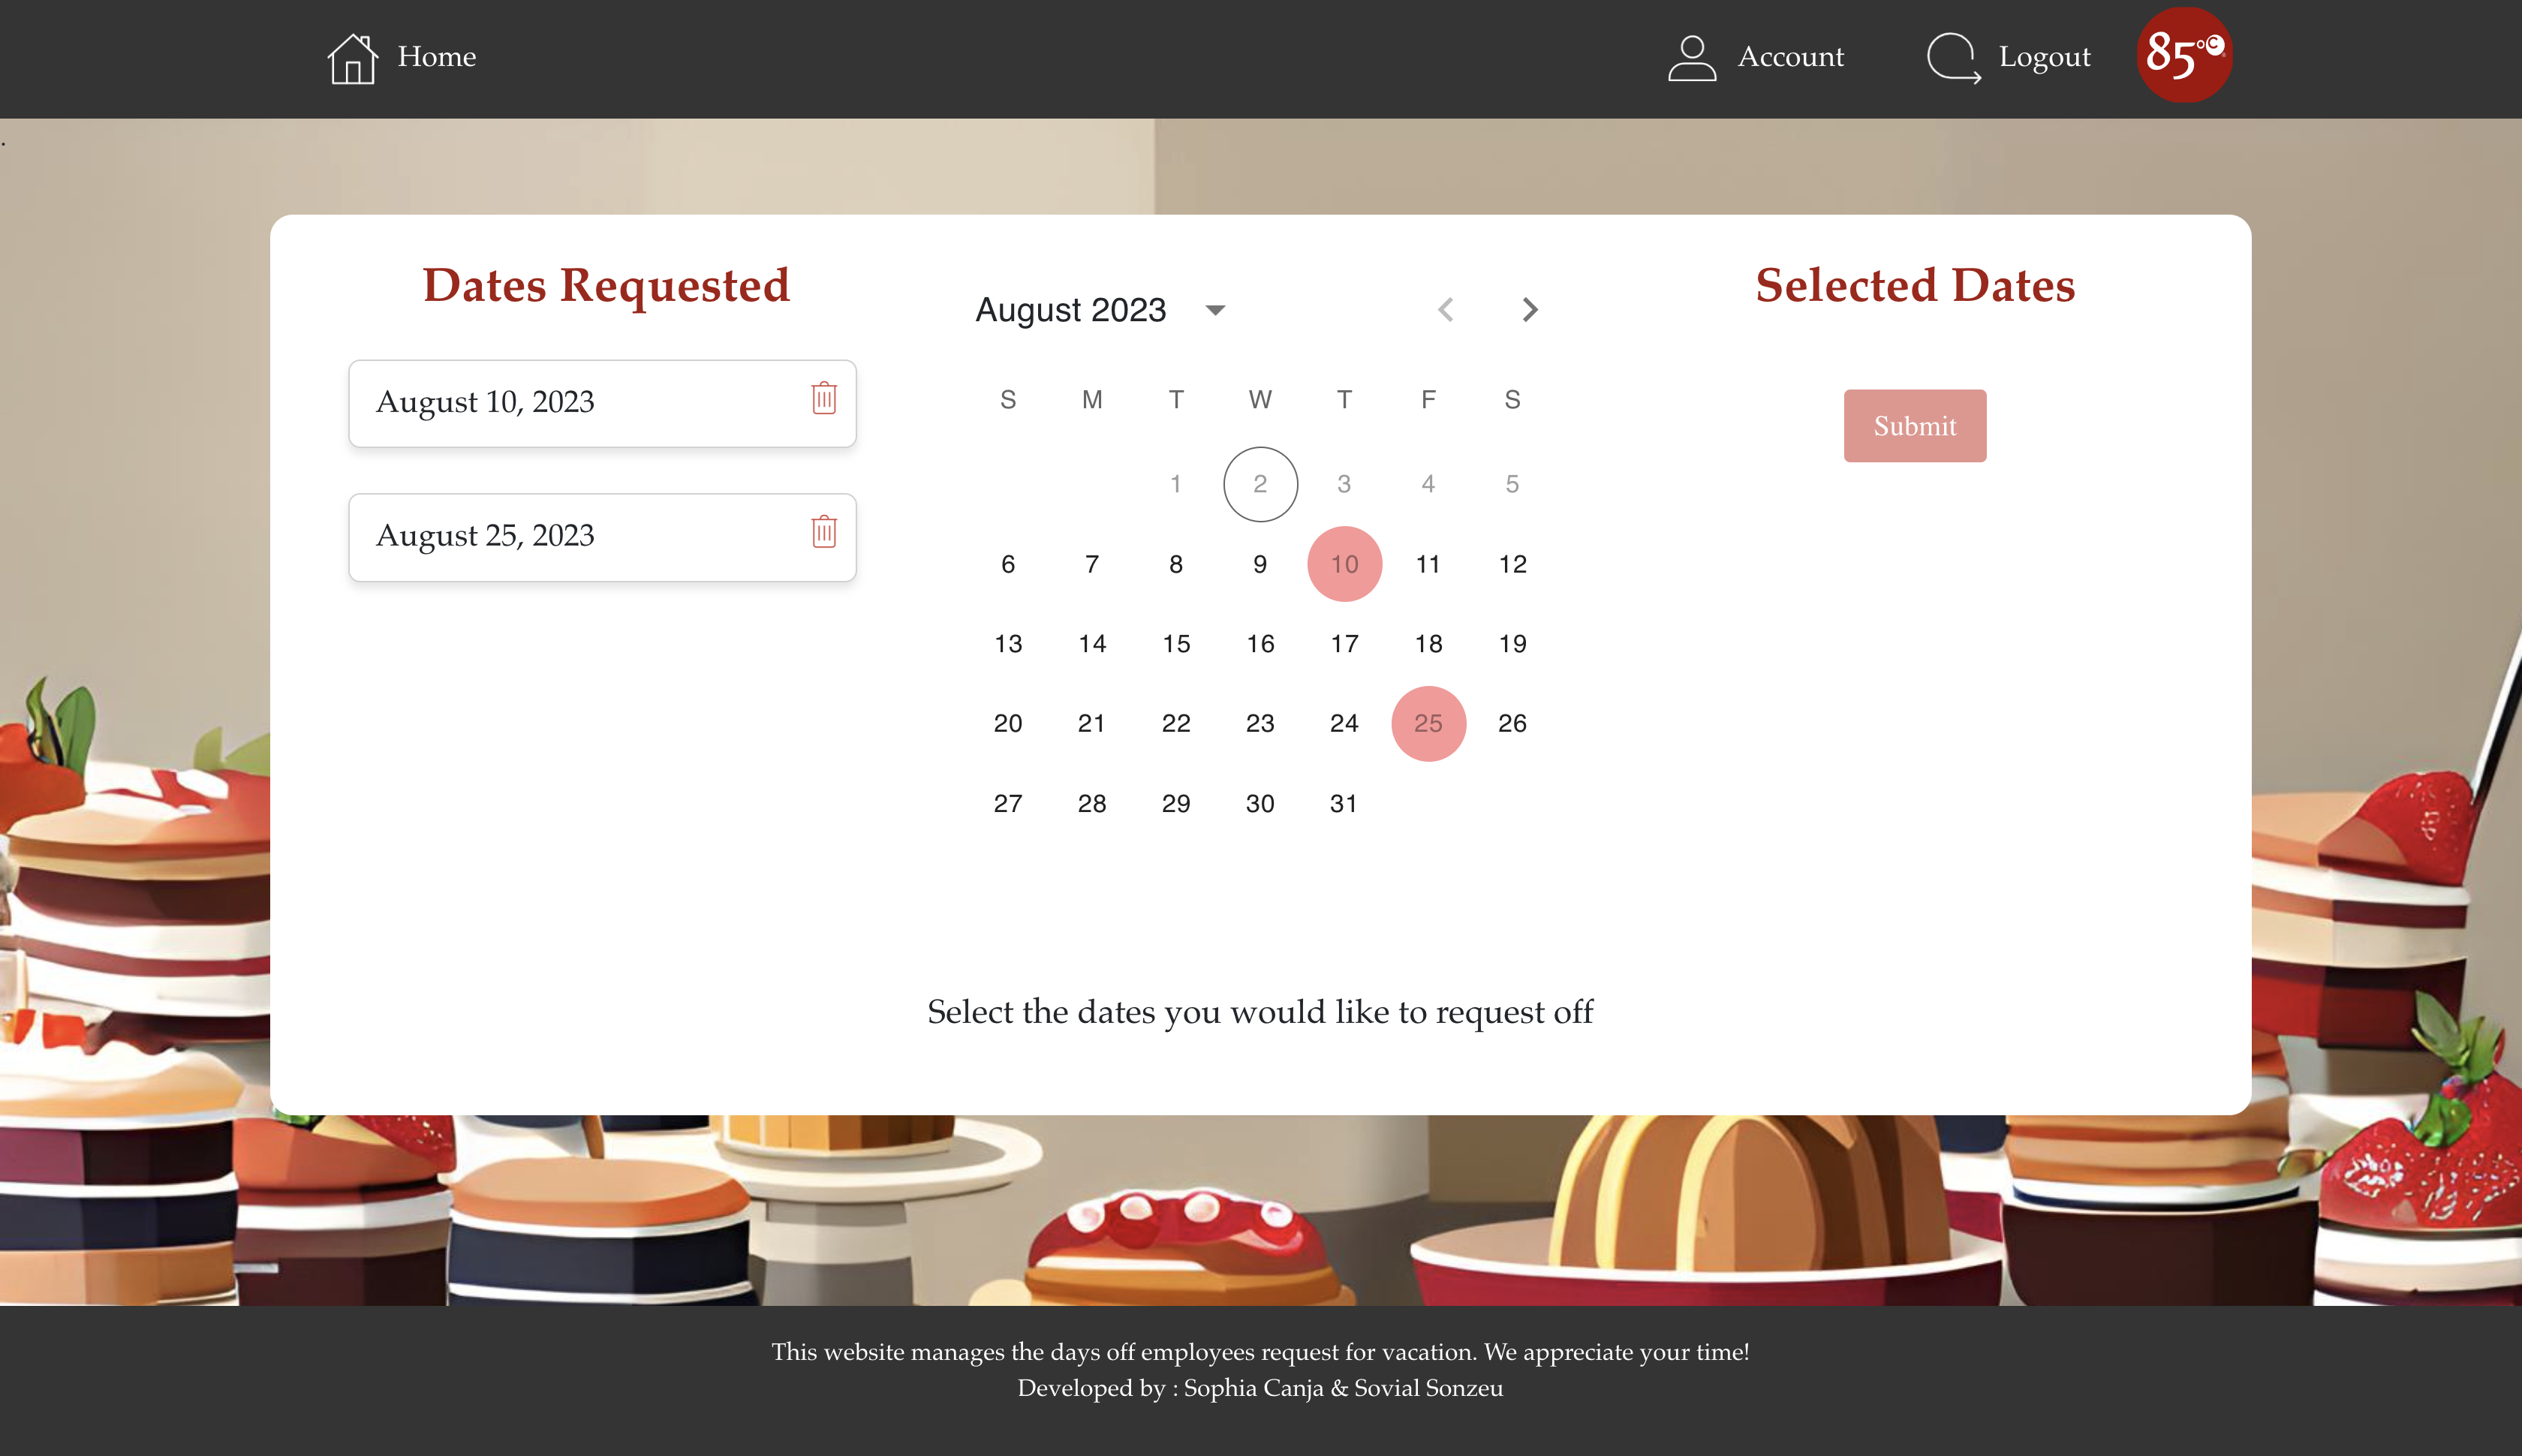 Home
Account
Logout
85°C
Dates Requested
August 10, 2023
August 25, 2023
August 2023
S M T W T F S
1 2 3 4 5
6 7 8 9 10 11 12
13 14 15 16 17 18 19
20 21 22 23 24 25 26
27 28 29 30 31
Selected Dates
Submit
Select the dates you would like to request off
This website manages the days off employees request for vacation. We appreciate your time!
Developed by : Sophia Canja & Sovial Sonzeu